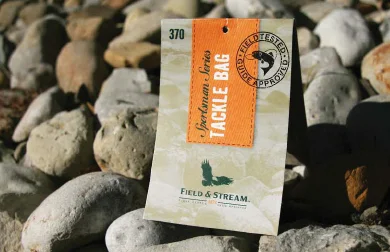 370
Sportsman Series
TACKLE BAG
FIELD TESTED
GUIDE APPROVED
FIELD & STREAM